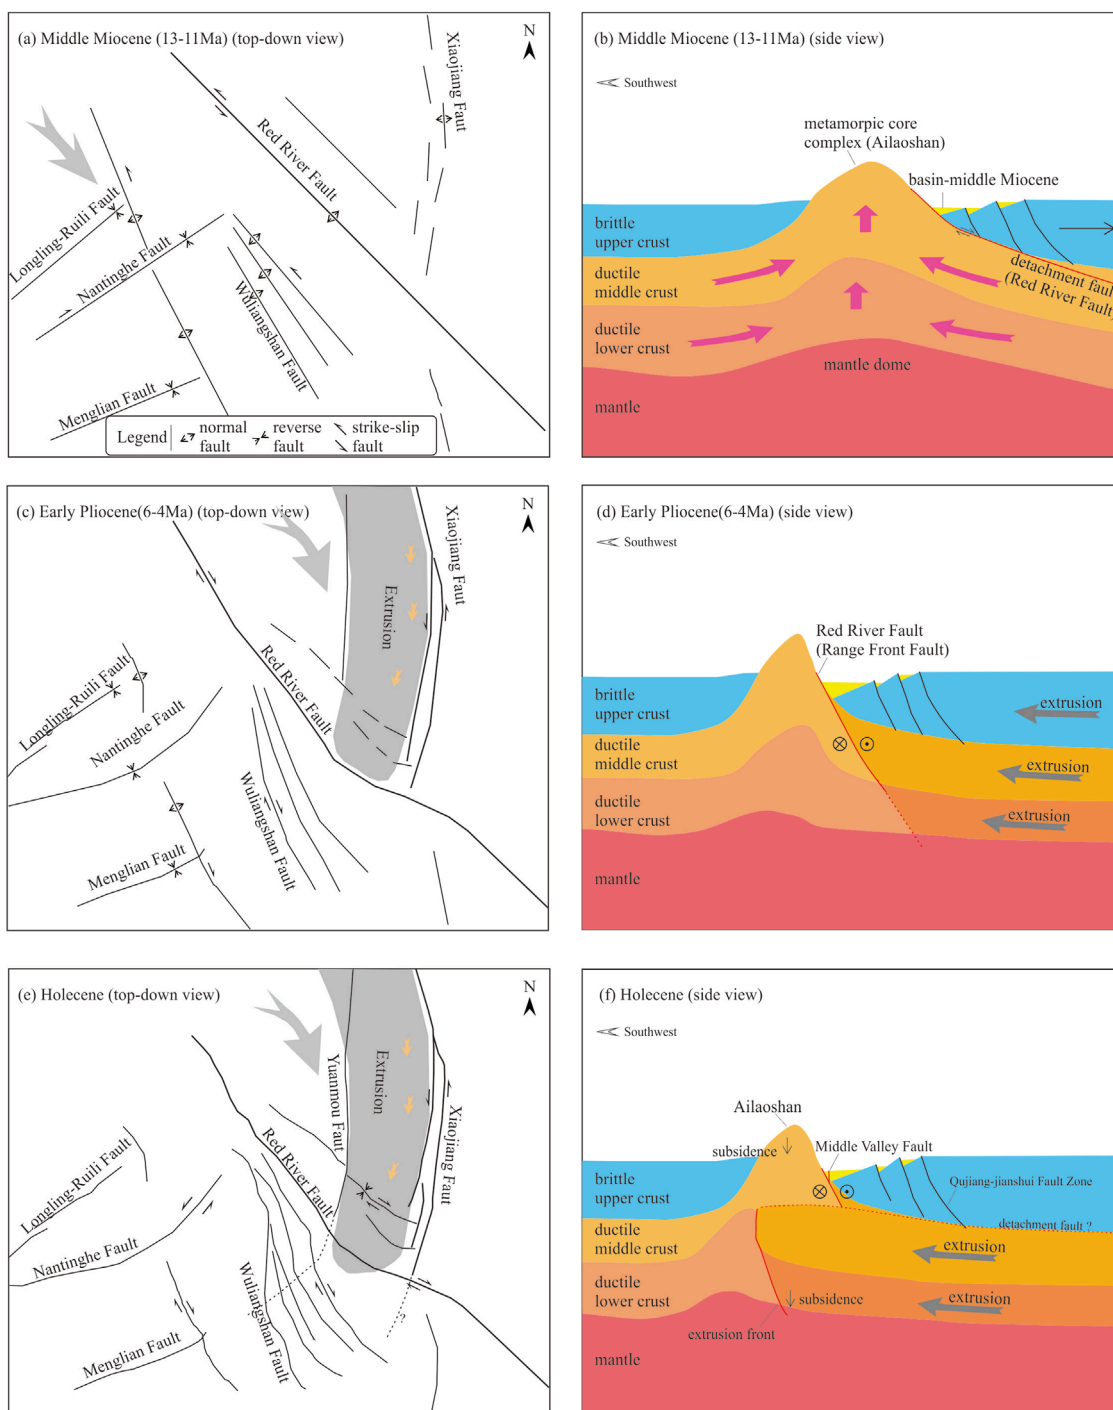 (a) Middle Miocene (13-11Ma) (top-down view)
N
Xiaojiang Faut
Red River Fault
Longling-Ruili Fault
Nantinghe Fault
Wuliangshan Fault
Menglian Fault
Legend
normal
fault
reverse
fault
strike-slip
fault
(b) Middle Miocene (13-11Ma) (side view)
Southwest
metamorpic core
complex (Ailaoshan)
basin-middle Miocene
brittle
upper crust
ductile
middle crust
detachment faul
(Red River Fault)
ductile
lower crust
mantle dome
mantle
(c) Early Pliocene(6-4Ma) (top-down view)
N
Xiaojiang Faut
Extrusion
Red River Fault
Longling-Ruili Fault
Nantinghe Fault
Wuliangshan Fault
Menglian Fault
(d) Early Pliocene(6-4Ma) (side view)
Southwest
Red River Fault
(Range Front Fault)
brittle
upper crust
extrusion
ductile
middle crust
extrusion
ductile
lower crust
extrusion
mantle
(e) Holecene (top-down view)
N
Yuanmou Faut
Extrusion
Xiaojiang Faut
Red River Fault
Longling-Ruili Fault
Nantinghe Fault
Wuliangshan Fault
Menglian Fault
?
(f) Holecene (side view)
Southwest
Ailaoshan
subsidence
Middle Valley Fault
brittle
upper crust
Qujiang-jianshui Fault Zone
detachment fault ?
ductile
middle crust
extrusion
ductile
lower crust
subsidence
extrusion
extrusion front
mantle